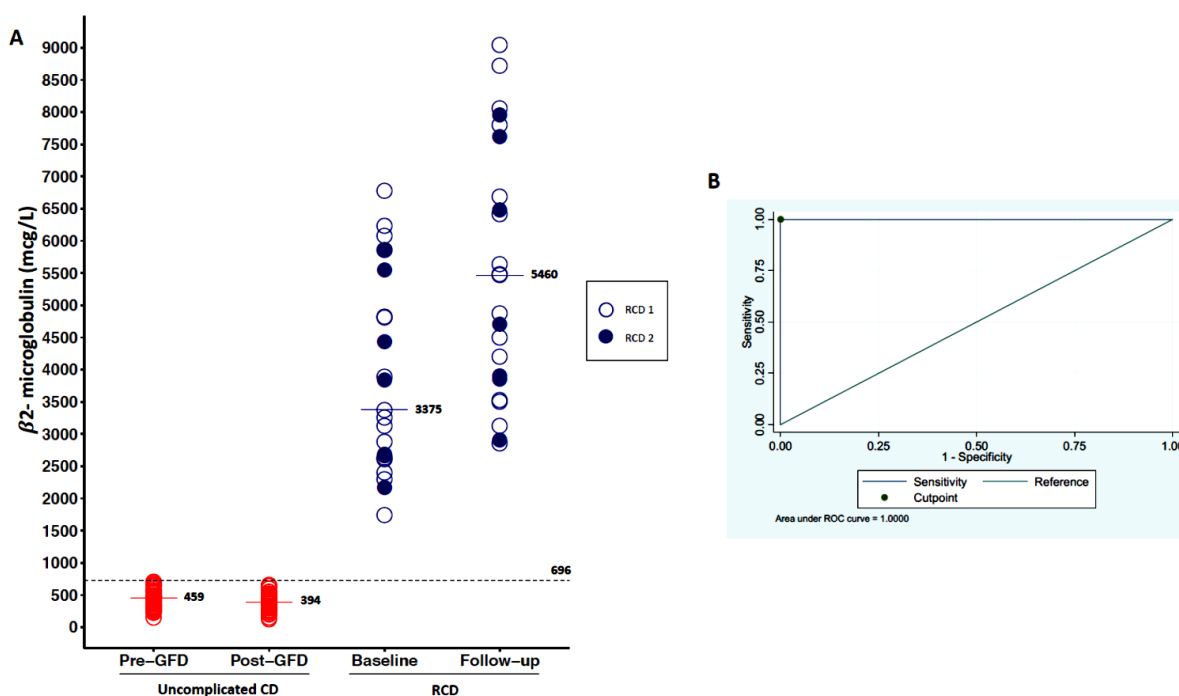 A
β2- microglobulin (mcg/L)
9000
8500
8000
7500
7000
6500
6000
5500
5000
4500
4000
3500
3000
2500
2000
1500
1000
500
0
459
394
3375
5460
696
RCD 1
RCD 2
Pre–GFD
Post–GFD
Baseline
Follow–up
Uncomplicated CD
RCD
B
Sensitivity
1.00
0.75
0.50
0.25
0.00
0.00
0.25
0.50
0.75
1.00
1 - Specificity
Sensitivity
Reference
Cutpoint
Area under ROC curve = 1.0000